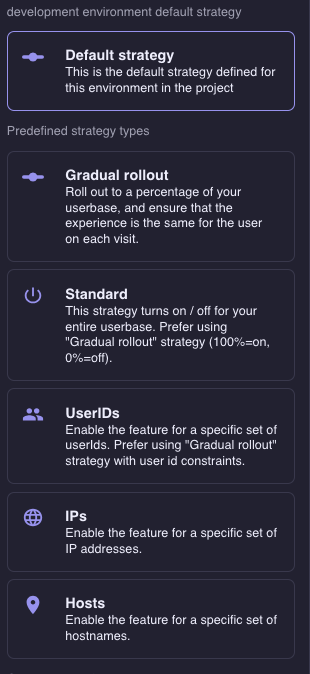 development environment default strategy
Default strategy
This is the default strategy defined for
this environment in the project
Predefined strategy types
Gradual rollout
Roll out to a percentage of your
userbase, and ensure that the
experience is the same for the user
on each visit.
Standard
This strategy turns on / off for your
entire userbase. Prefer using
"Gradual rollout" strategy (100%=on,
0%=off).
UserIDs
Enable the feature for a specific set of
userIds. Prefer using "Gradual rollout"
strategy with user id constraints.
IPs
Enable the feature for a specific set of
IP addresses.
Hosts
Enable the feature for a specific set of
hostnames.